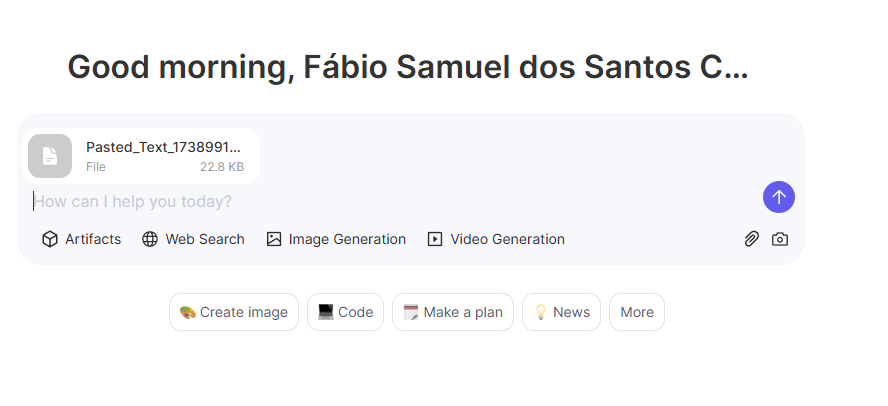 Good morning, Fábio Samuel dos Santos C...
Pasted_Text_1738991...
File 22.8 KB
How can I help you today?
Artifacts Web Search Image Generation Video Generation
Create image Code Make a plan News More